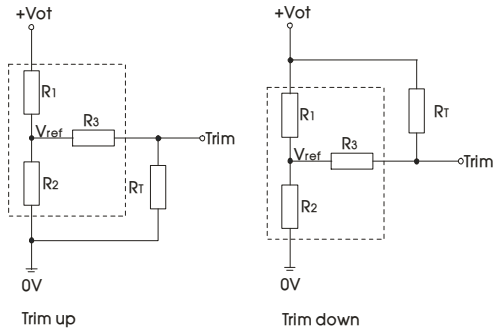 +Vot
R1
Vref
R3
Trim
R2
RT
0V
Trim up
+Vot
R1
RT
Vref
R3
Trim
R2
0V
Trim down